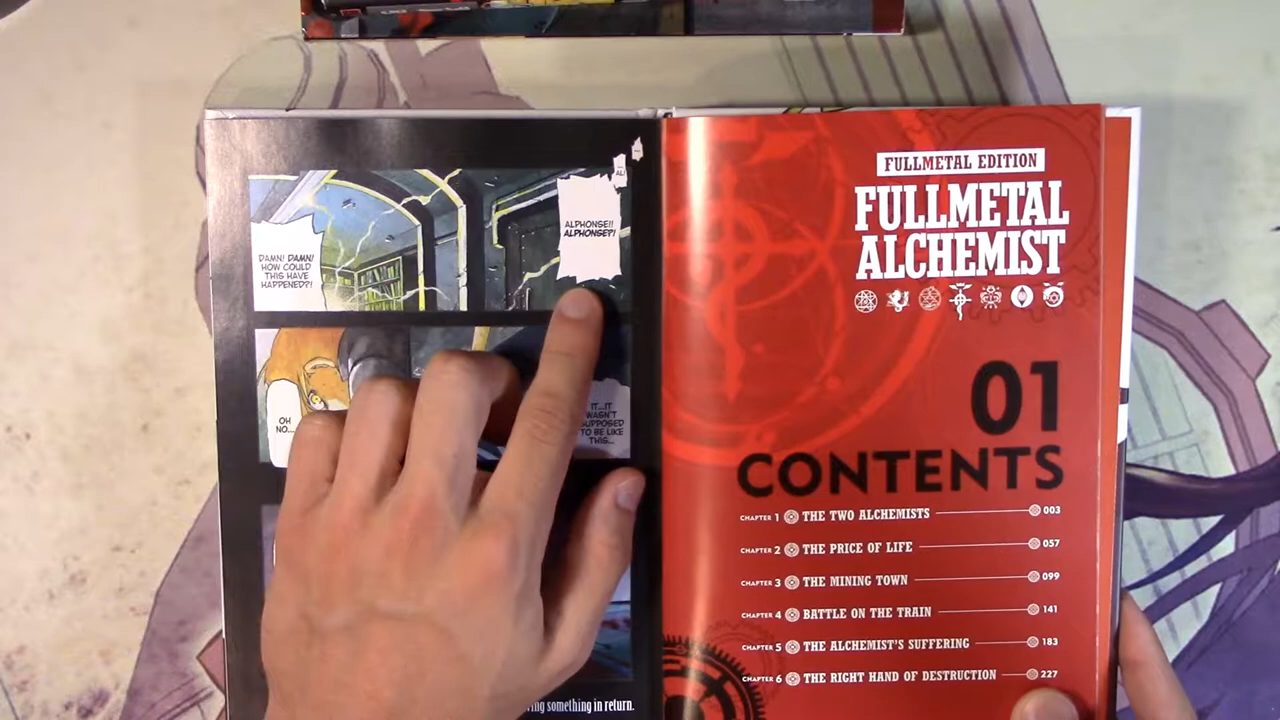 AL!
ALPHONSE!!
ALPHONSE?!
DAMN! DAMN!
HOW COULD
THIS HAVE
HAPPENED?!
OH
NO...
IT...IT
WASN'T
SUPPOSED
TO BE LIKE
THIS...
something in return.
FULLMETAL EDITION
FULLMETAL
ALCHEMIST
01
CONTENTS
CHAPTER 1 THE TWO ALCHEMISTS 003
CHAPTER 2 THE PRICE OF LIFE 057
CHAPTER 3 THE MINING TOWN 099
CHAPTER 4 BATTLE ON THE TRAIN 141
CHAPTER 5 THE ALCHEMIST'S SUFFERING 183
CHAPTER 6 THE RIGHT HAND OF DESTRUCTION 227